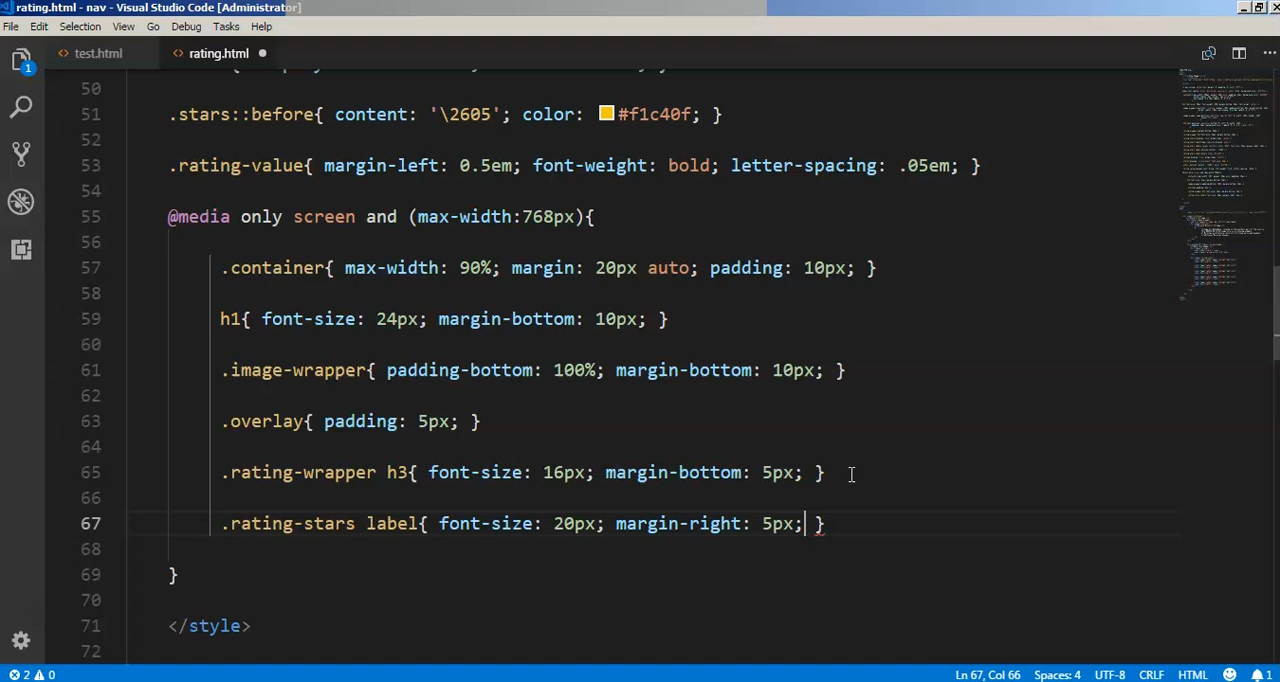 rating.html - nav - Visual Studio Code [Administrator]
File Edit Selection View Go Debug Tasks Help
1
<> test.html <> rating.html ●
50
51 .stars::before{ content: '\2605'; color: #f1c40f; }
52
53 .rating-value{ margin-left: 0.5em; font-weight: bold; letter-spacing: .05em; }
54
55 @media only screen and (max-width:768px){
56
57 .container{ max-width: 90%; margin: 20px auto; padding: 10px; }
58
59 h1{ font-size: 24px; margin-bottom: 10px; }
60
61 .image-wrapper{ padding-bottom: 100%; margin-bottom: 10px; }
62
63 .overlay{ padding: 5px; }
64
65 .rating-wrapper h3{ font-size: 16px; margin-bottom: 5px; }
66
67 .rating-stars label{ font-size: 20px; margin-right: 5px; }
68
69 }
70
71 </style>
72
2 0 Ln 67, Col 66 Spaces: 4 UTF-8 CRLF HTML 1